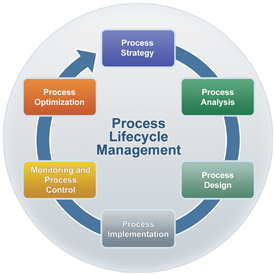 Process
Strategy
Process
Analysis
Process
Design
Process
Implementation
Monitoring and
Process
Control
Process
Optimization
Process
Lifecycle
Management